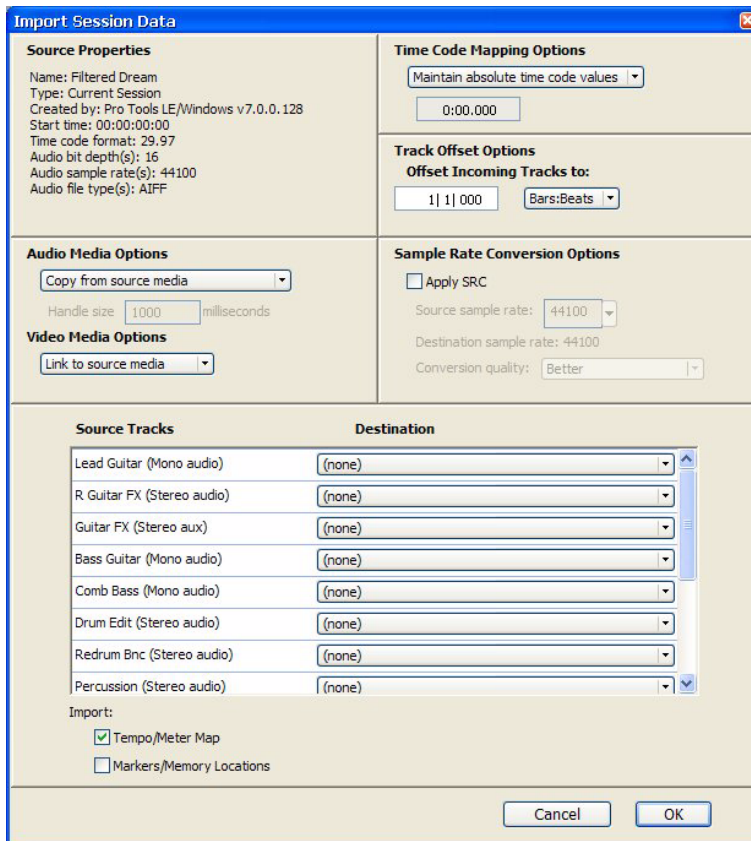 Import Session Data
Source Properties
Name: Filtered Dream
Type: Current Session
Created by: Pro Tools LE/Windows v7.0.0.128
Start time: 00:00:00:00
Time code format: 29.97
Audio bit depth(s): 16
Audio sample rate(s): 44100
Audio file type(s): AIFF
Time Code Mapping Options
Maintain absolute time code values
0:00.000
Track Offset Options
Offset Incoming Tracks to:
1| 1| 000 Bars:Beats
Audio Media Options
Copy from source media
Handle size 1000 milliseconds
Video Media Options
Link to source media
Sample Rate Conversion Options
Apply SRC
Source sample rate: 44100
Destination sample rate: 44100
Conversion quality: Better
Source Tracks Destination
Lead Guitar (Mono audio) (none)
R Guitar FX (Stereo audio) (none)
Guitar FX (Stereo aux) (none)
Bass Guitar (Mono audio) (none)
Comb Bass (Mono audio) (none)
Drum Edit (Stereo audio) (none)
Redrum Bnc (Stereo audio) (none)
Percussion (Stereo audio) (none)
Import:
Tempo/Meter Map
Markers/Memory Locations
Cancel OK